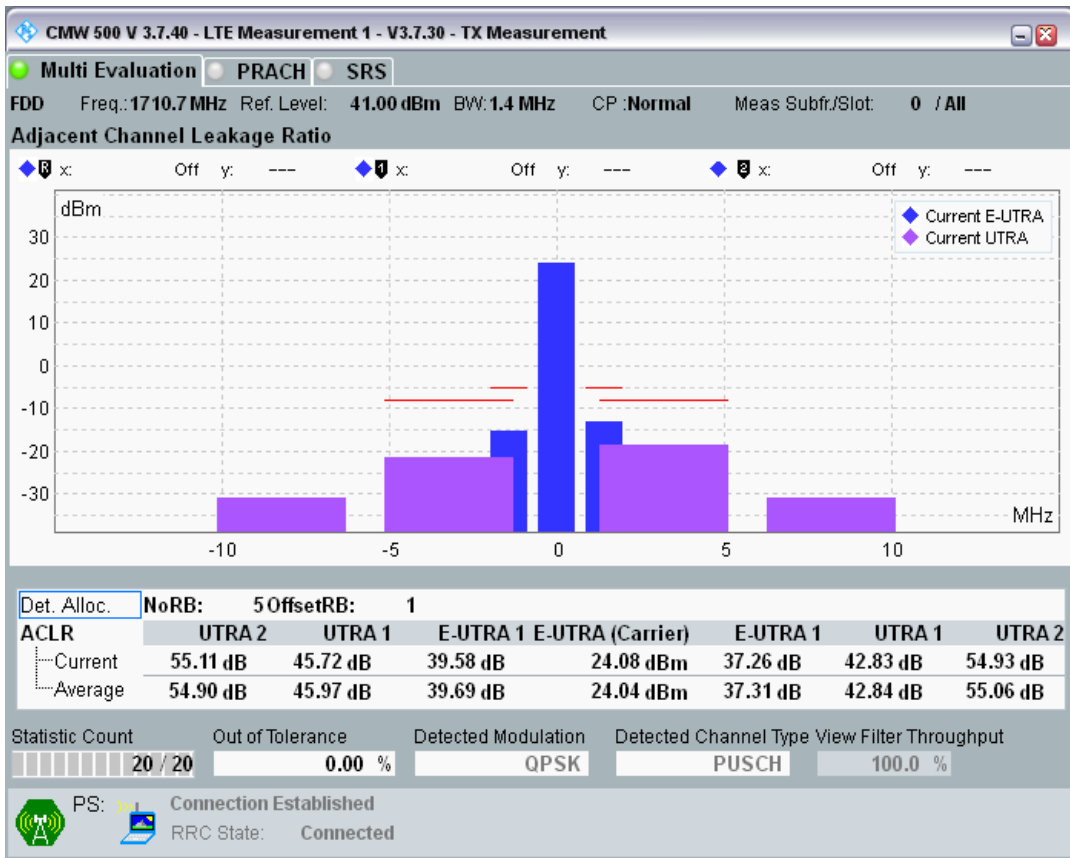 CMW 500 V 3.7.40 - LTE Measurement 1 - V3.7.30 - TX Measurement
Multi Evaluation PRACH SRS
FDD Freq.:1710.7 MHz Ref. Level: 41.00 dBm BW:1.4 MHz CP :Normal Meas Subfr./Slot: 0 / All
Adjacent Channel Leakage Ratio
R x: Off y: --- 1 x: Off y: --- 2 x: Off y: ---
dBm
Current E-UTRA
Current UTRA
30
20
10
0
-10
-20
-30
MHz
-10 -5 0 5 10
Det. Alloc. NoRB: 5 OffsetRB: 1
ACLR UTRA 2 UTRA 1 E-UTRA 1 E-UTRA (Carrier) E-UTRA 1 UTRA 1 UTRA 2
Current 55.11 dB 45.72 dB 39.58 dB 24.08 dBm 37.26 dB 42.83 dB 54.93 dB
Average 54.90 dB 45.97 dB 39.69 dB 24.04 dBm 37.31 dB 42.84 dB 55.06 dB
Statistic Count Out of Tolerance Detected Modulation Detected Channel Type View Filter Throughput
20 / 20 0.00 % QPSK PUSCH 100.0 %
PS: Connection Established
RRC State: Connected